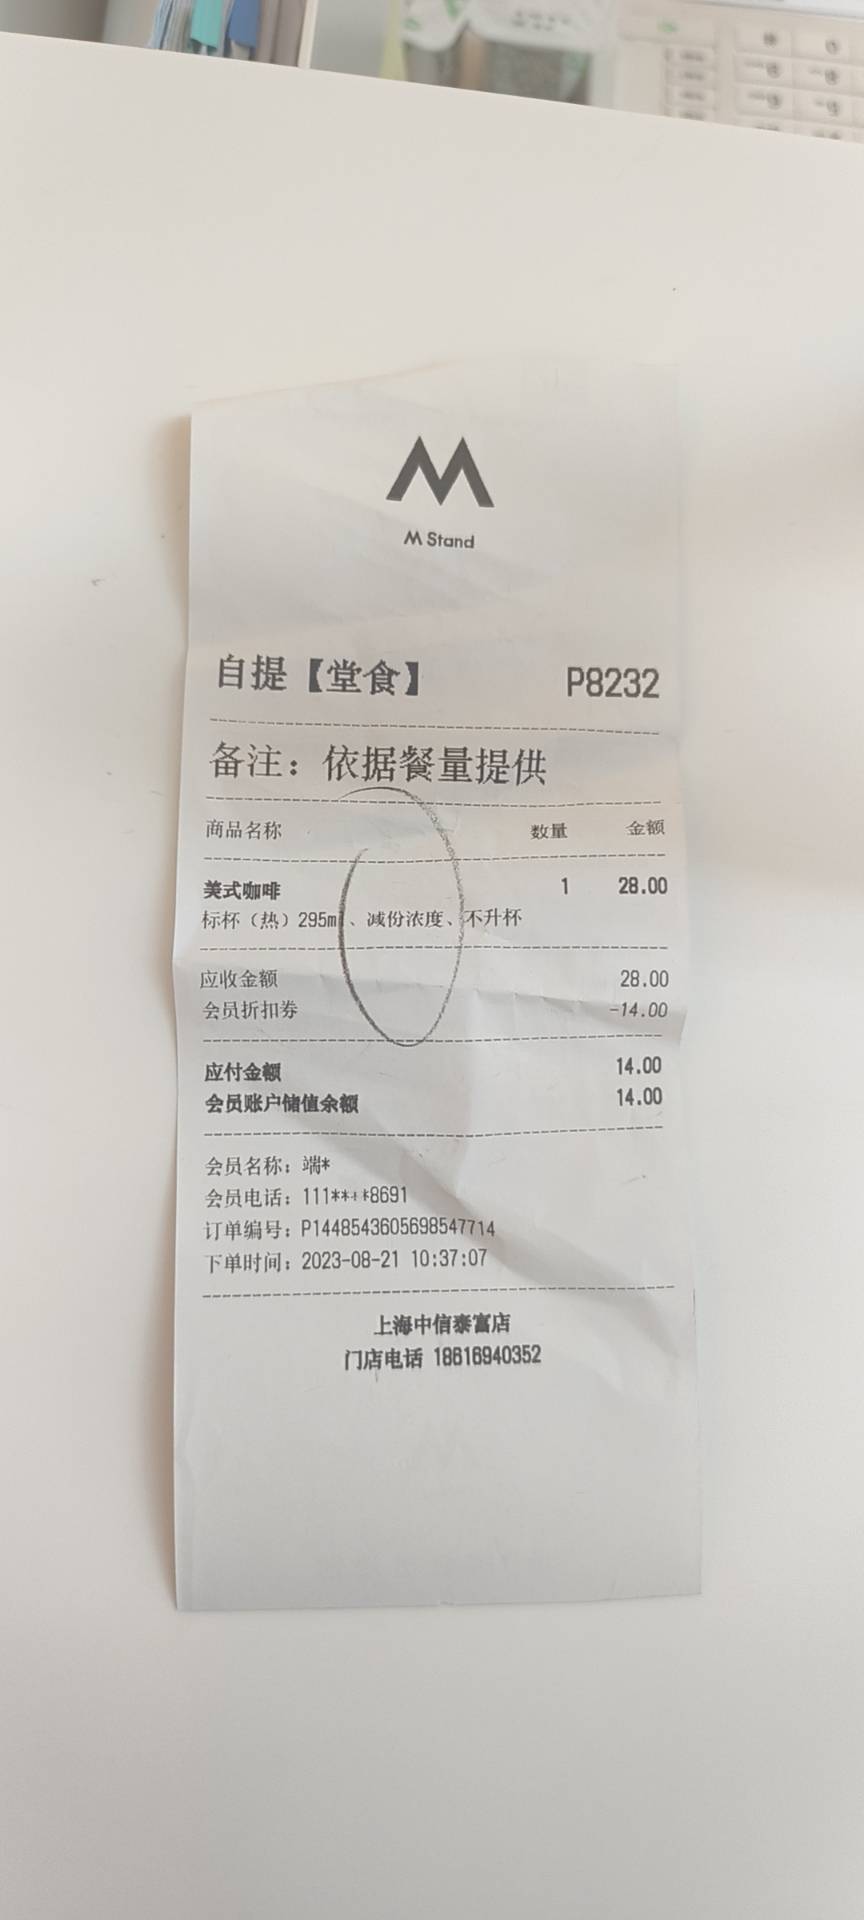 M Stand
自提【堂食】 P8232
备注：依据餐量提供
商品名称 数量 金额
美式咖啡 1 28.00
标杯（热）295ml、减份浓度、不升杯
应收金额 28.00
会员折扣券 -14.00
应付金额 14.00
会员账户储值余额 14.00
会员名称：端*
会员电话：111****8691
订单编号：P1448543605698547714
下单时间：2023-08-21 10:37:07
上海中信泰富店
门店电话 18616940352